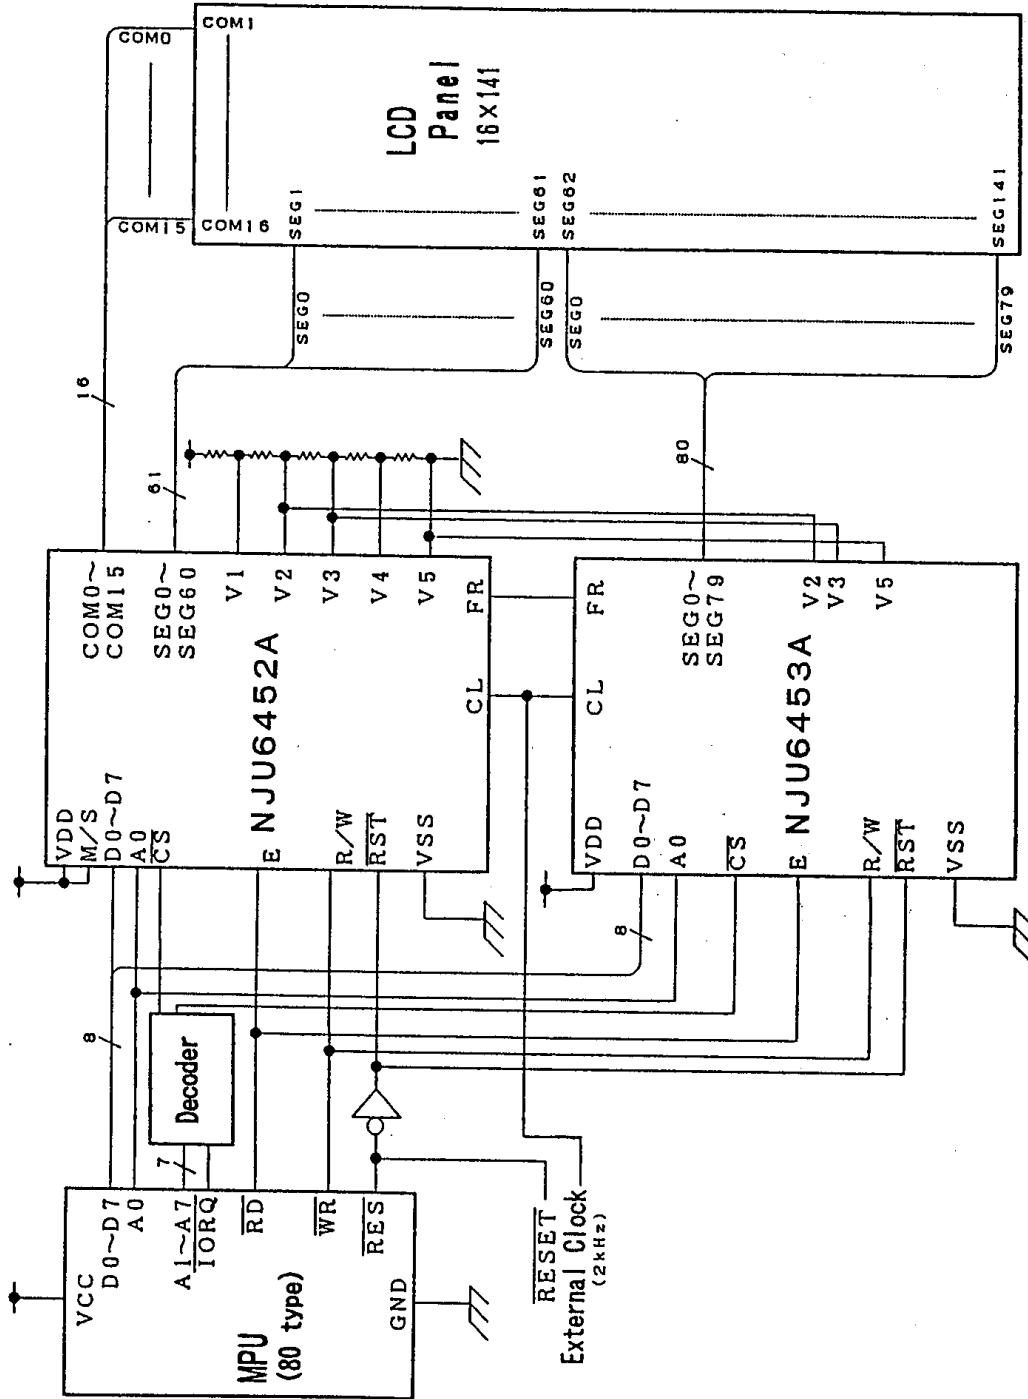 VCC
D0~D7
A0
A1~A7
IORQ
RD
WR
RES
GND
MPU
(80 type)
8
7
Decoder
RESET
External Clock
(2kHz)
VDD
M/S
D0~D7
A0
CS
E
R/W
RST
VSS
NJU6452A
COM0~
COM15
SEG0~
SEG60
V1
V2
V3
V4
V5
FR
CL
16
61
8
VDD
D0~D7
A0
CS
E
R/W
RST
VSS
NJU6453A
CL
FR
SEG0~
SEG79
V2
V3
V5
80
COM0
COM15
COM1
COM16
SEG0
SEG60
SEG0
SEG79
SEG1
SEG61
SEG62
SEG141
LCD
Panel
16×141